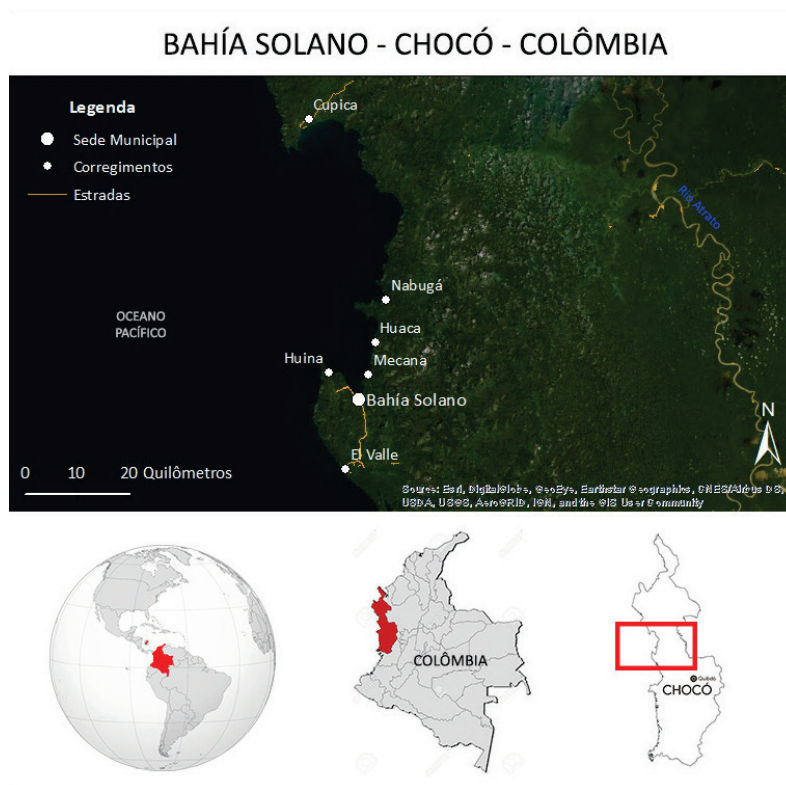 BAHÍA SOLANO - CHOCÓ - COLÔMBIA
Legenda
Sede Municipal
Corregimentos
Estradas
Cupica
Río Atrato
Nabugá
OCEANO
PACÍFICO
Huaca
Huina
Mecana
Bahía Solano
N
El Valle
0 10 20 Quilômetros
Source: Esri, DigitalGlobe, GeoEye, Earthstar Geographics, CNES/Airbus DS,
USDA, USGS, AeroGRID, IGN, and the GIS User Community
COLÔMBIA
Quibdó
CHOCÓ